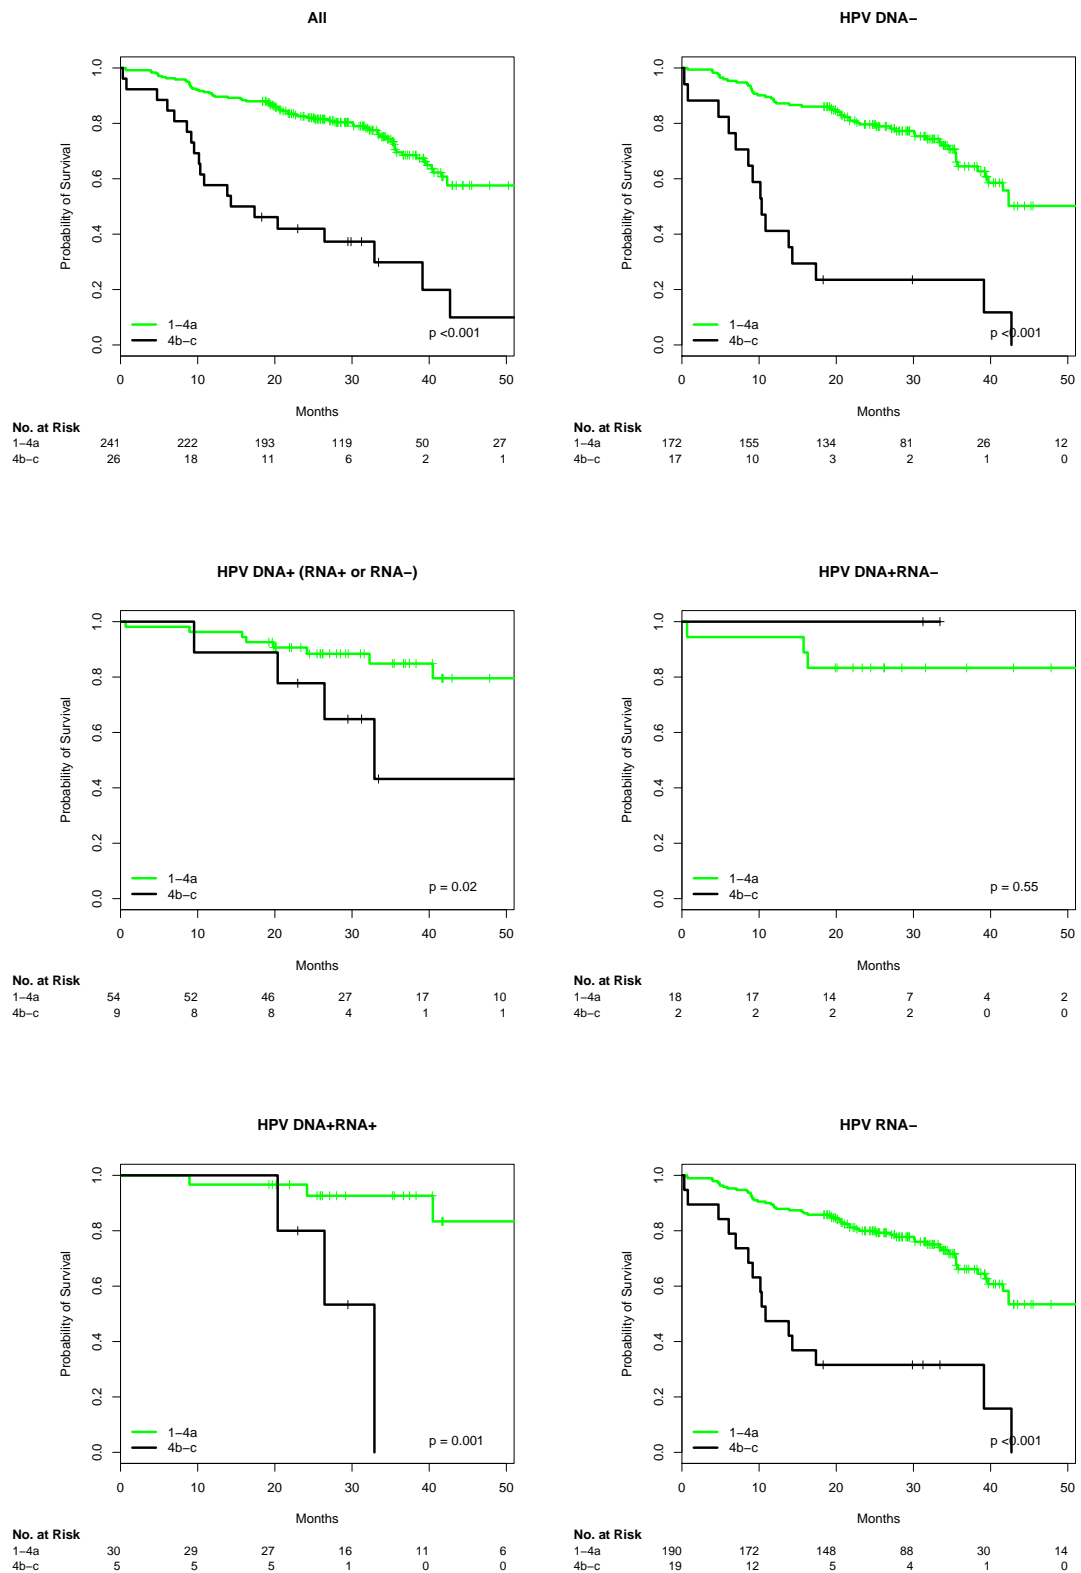 All
Probability of Survival
1.0
0.8
0.6
0.4
0.2
0.0
1−4a
4b−c
p <0.001
0 10 20 30 40 50
Months
No. at Risk
1−4a 241 222 193 119 50 27
4b−c 26 18 11 6 2 1
HPV DNA−
Probability of Survival
1.0
0.8
0.6
0.4
0.2
0.0
1−4a
4b−c
p <0.001
0 10 20 30 40 50
Months
No. at Risk
1−4a 172 155 134 81 26 12
4b−c 17 10 3 2 1 0
HPV DNA+ (RNA+ or RNA−)
Probability of Survival
1.0
0.8
0.6
0.4
0.2
0.0
1−4a
4b−c
p = 0.02
0 10 20 30 40 50
Months
No. at Risk
1−4a 54 52 46 27 17 10
4b−c 9 8 8 4 1 1
HPV DNA+RNA−
Probability of Survival
1.0
0.8
0.6
0.4
0.2
0.0
1−4a
4b−c
p = 0.55
0 10 20 30 40 50
Months
No. at Risk
1−4a 18 17 14 7 4 2
4b−c 2 2 2 2 0 0
HPV DNA+RNA+
Probability of Survival
1.0
0.8
0.6
0.4
0.2
0.0
1−4a
4b−c
p = 0.001
0 10 20 30 40 50
Months
No. at Risk
1−4a 30 29 27 16 11 6
4b−c 5 5 5 1 0 0
HPV RNA−
Probability of Survival
1.0
0.8
0.6
0.4
0.2
0.0
1−4a
4b−c
p <0.001
0 10 20 30 40 50
Months
No. at Risk
1−4a 190 172 148 88 30 14
4b−c 19 12 5 4 1 0